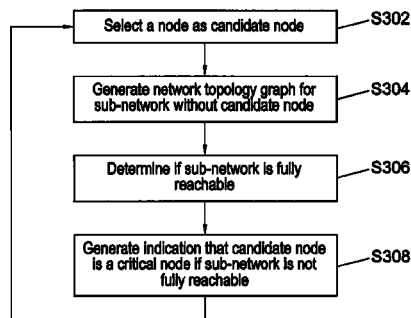 Select a node as candidate node
S302
Generate network topology graph for
sub-network without candidate node
S304
Determine if sub-network is fully
reachable
S306
Generate indication that candidate node
is a critical node if sub-network is not
fully reachable
S308